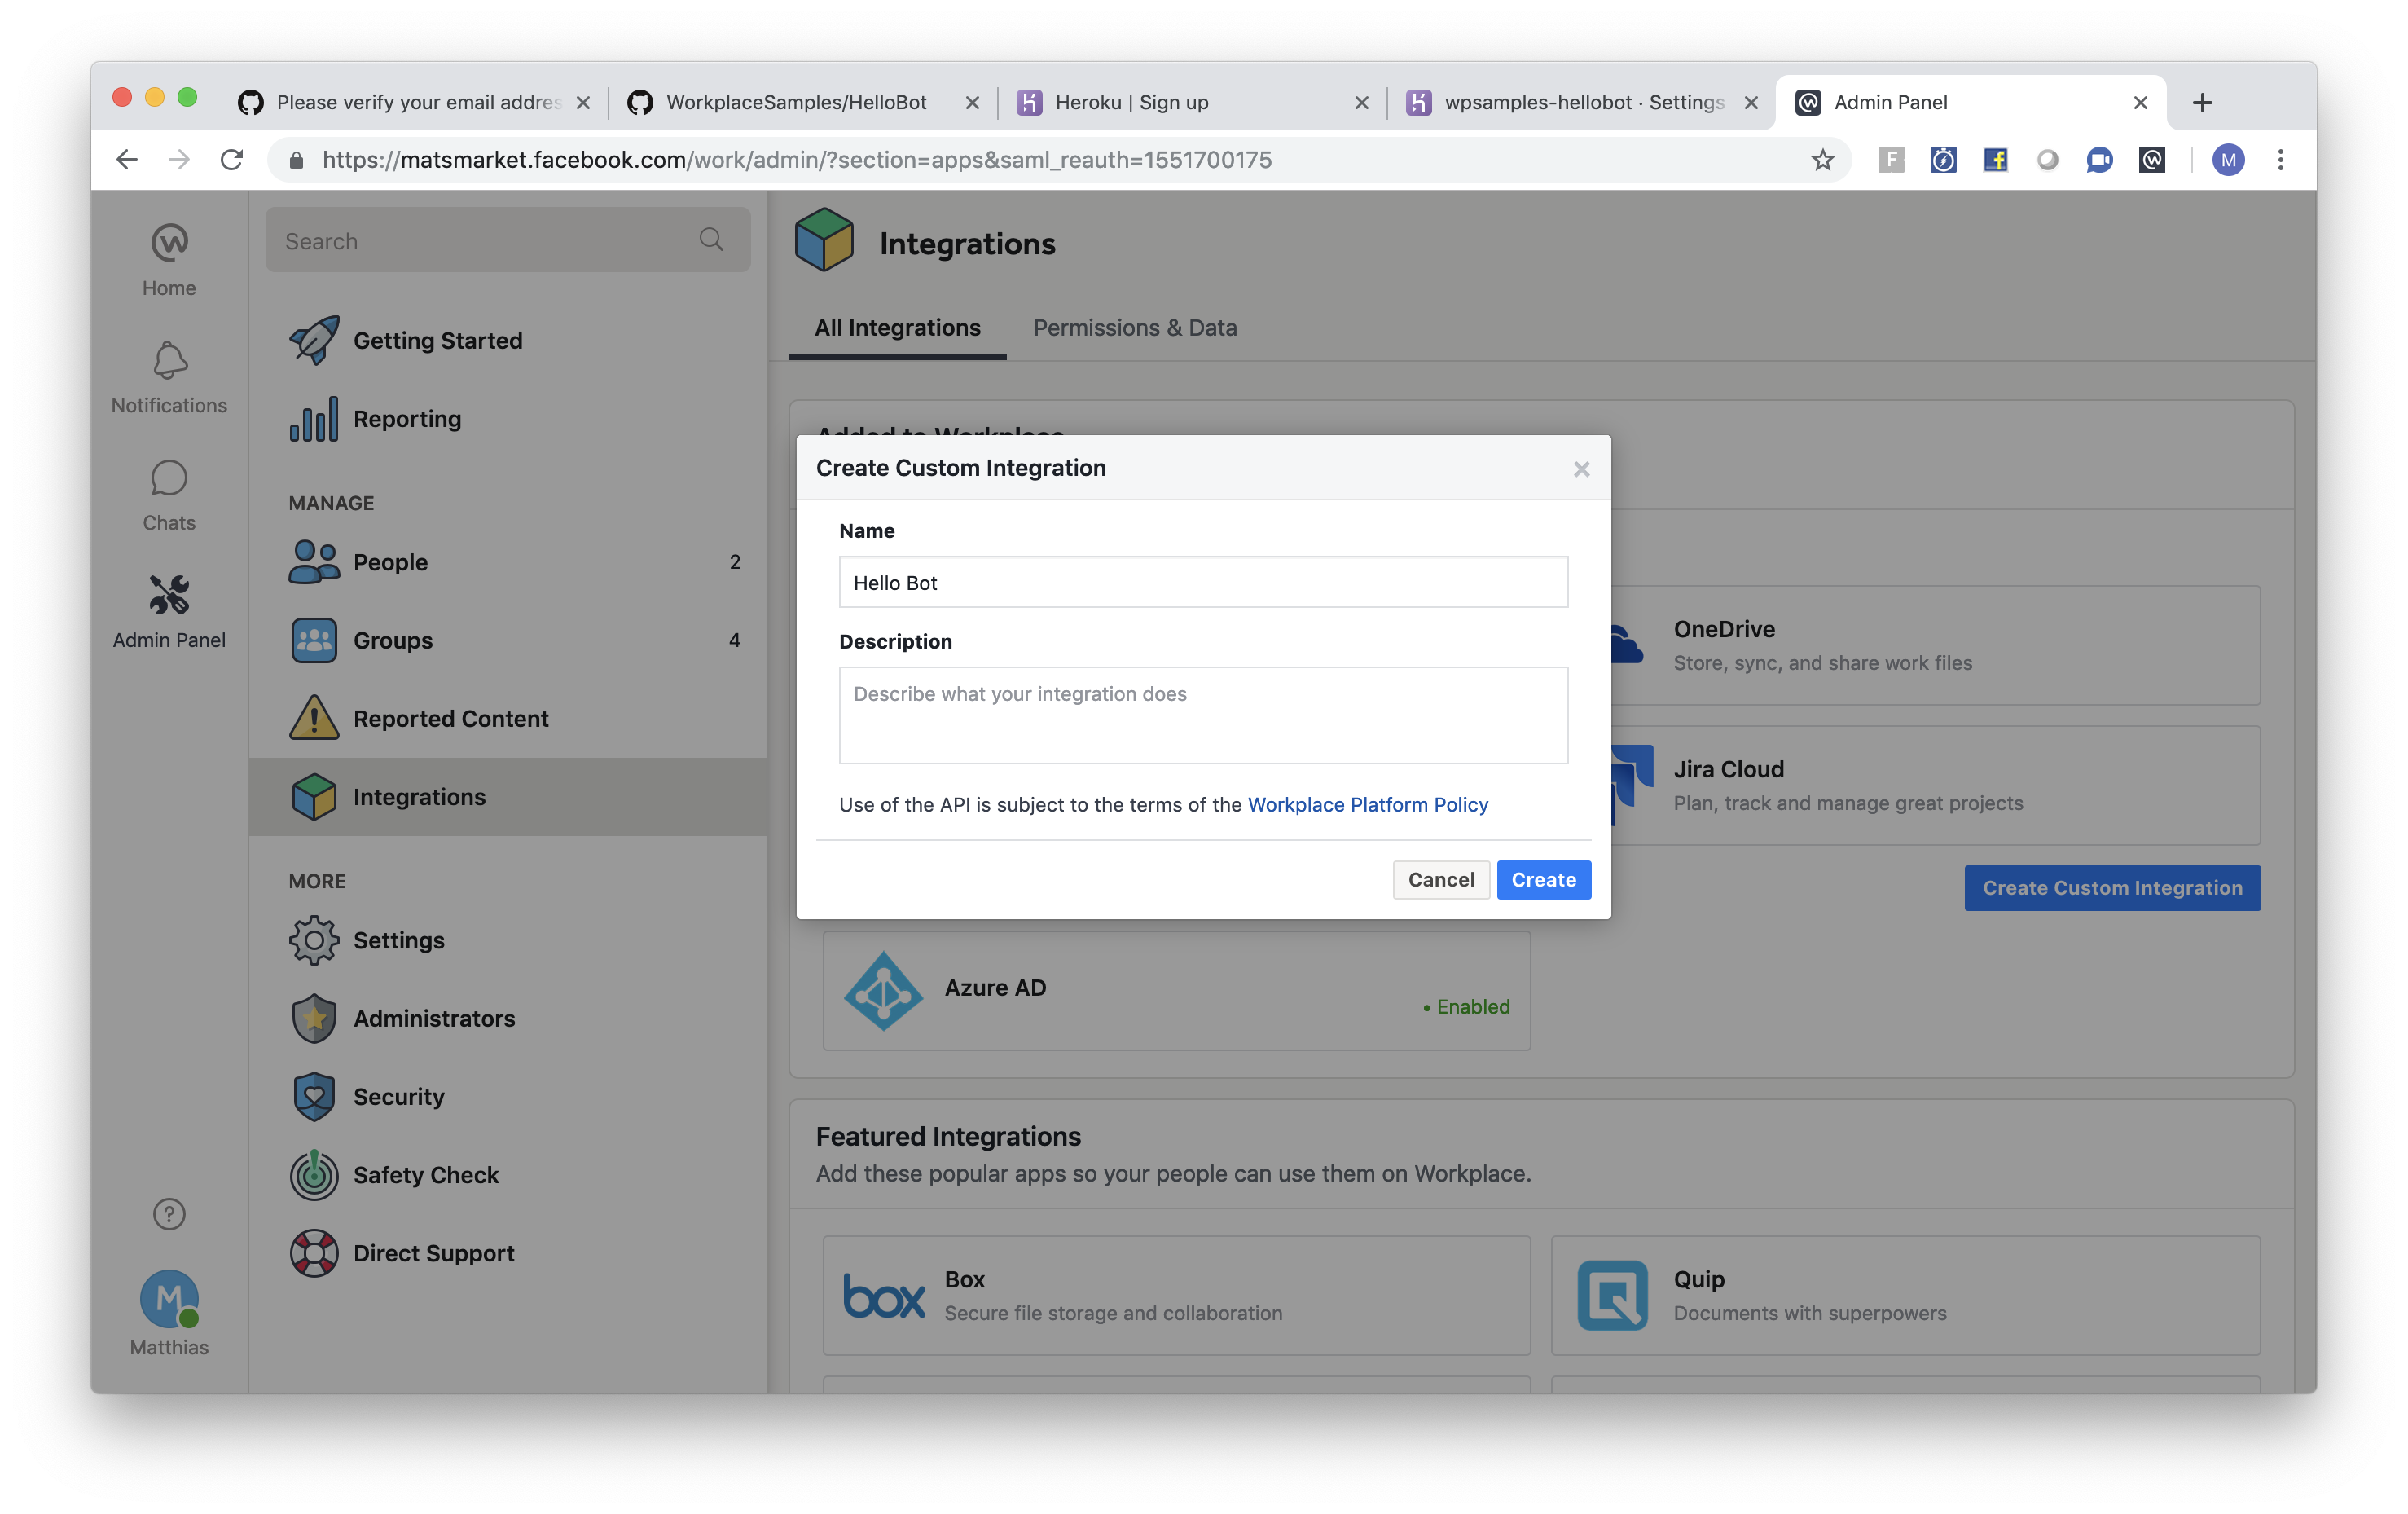 Please verify your email addres
WorkplaceSamples/HelloBot
Heroku | Sign up
wpsamples-hellobot · Settings
Admin Panel
https://matsmarket.facebook.com/work/admin/?section=apps&saml_reauth=1551700175
F
M
Home
Notifications
Chats
Admin Panel
?
M
Matthias
Search
Getting Started
Reporting
MANAGE
People 2
Groups 4
Reported Content
Integrations
MORE
Settings
Administrators
Security
Safety Check
Direct Support
Integrations
All Integrations
Permissions & Data
Added to Workplace
Create Custom Integration
Name
Hello Bot
Description
Describe what your integration does
Use of the API is subject to the terms of the Workplace Platform Policy
Cancel
Create
OneDrive
Store, sync, and share work files
Jira Cloud
Plan, track and manage great projects
Create Custom Integration
Azure AD
• Enabled
Featured Integrations
Add these popular apps so your people can use them on Workplace.
box
Box
Secure file storage and collaboration
Quip
Documents with superpowers